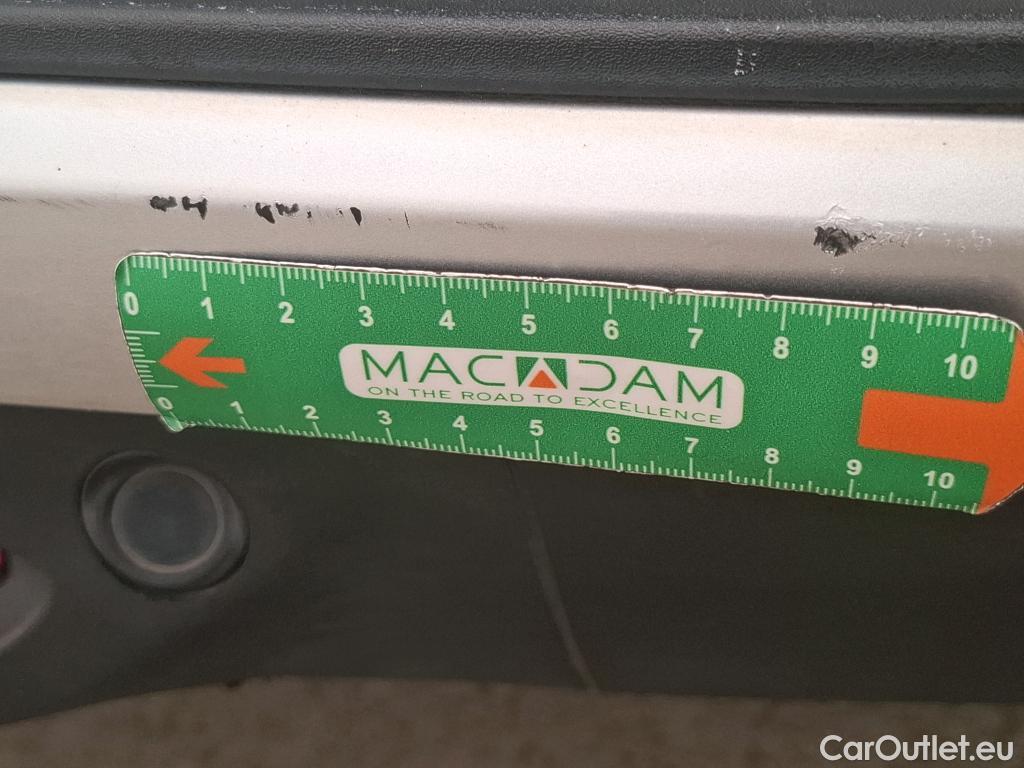 0 1 2 3 4 5 6 7 8 9 10
MACADAM
ON THE ROAD TO EXCELLENCE
0 1 2 3 4 5 6 7 8 9 10
CarOutlet.eu